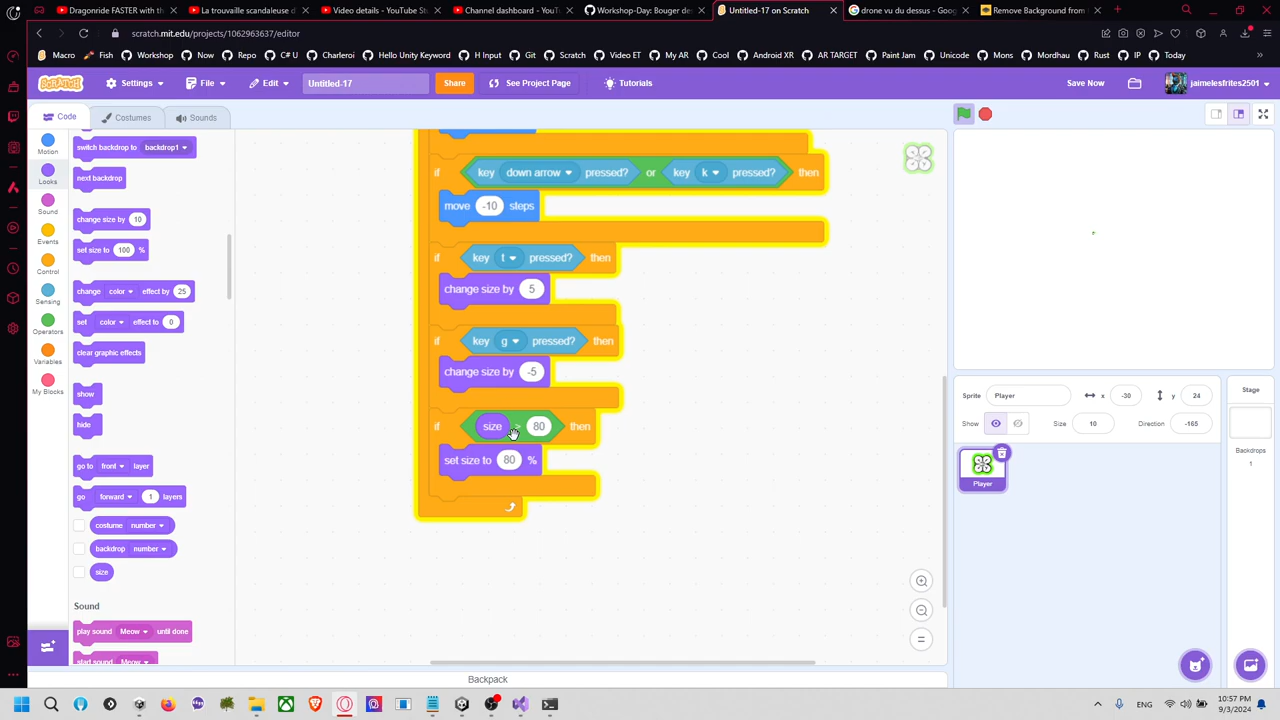 Dragonride FASTER with th
La trouvaille scandaleuse d
Video details - YouTube Stu
Channel dashboard - YouTu
Workshop-Day: Bouger des
Untitled-17 on Scratch
drone vu du dessus - Goog
Remove Background from I
scratch.mit.edu/projects/1062963637/editor
Macro
Fish
Workshop
Now
Repo
C# U
Charleroi
Hello Unity Keyword
H Input
Git
Scratch
Video ET
My AR
Cool
Android XR
AR TARGET
Paint Jam
Unicode
Mons
Mordhau
Rust
IP
Today
SCRATCH
Settings
File
Edit
Untitled-17
Share
See Project Page
Tutorials
Save Now
jaimelesfrites2501
Code
Costumes
Sounds
Motion
Looks
Sound
Events
Control
Sensing
Operators
Variables
My Blocks
switch backdrop to backdrop1
next backdrop
change size by 10
set size to 100 %
change color effect by 25
set color effect to 0
clear graphic effects
show
hide
go to front layer
go forward 1 layers
costume number
backdrop number
size
Sound
play sound Meow until done
start sound Meow
if key down arrow pressed? or key k pressed? then
move -10 steps
if key t pressed? then
change size by 5
if key g pressed? then
change size by -5
if size > 80 then
set size to 80 %
Backpack
Sprite Player x -30 y 24
Show Size 10 Direction -165
Player
Stage
Backdrops
1
ENG
10:57 PM
9/3/2024